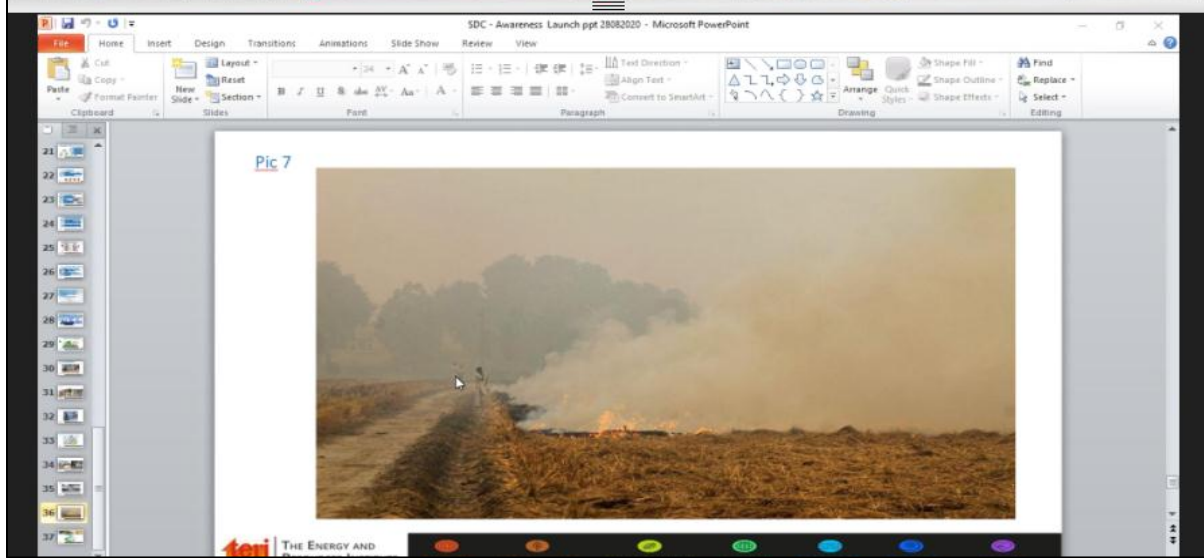 SDC - Awareness Launch ppt 28082020 - Microsoft PowerPoint
File Home Insert Design Transitions Animations Slide Show Review View
Cut
Copy
Format Painter
Paste
Clipboard
New Slide
Layout
Reset
Section
Slides
24
Font
Text Direction
Align Text
Convert to SmartArt
Paragraph
Arrange
Quick Styles
Shape Fill
Shape Outline
Shape Effects
Drawing
Find
Replace
Select
Editing
21
22
23
24
25
26
27
28
29
30
31
32
33
34
35
36
37
Pic 7
teri
THE ENERGY AND